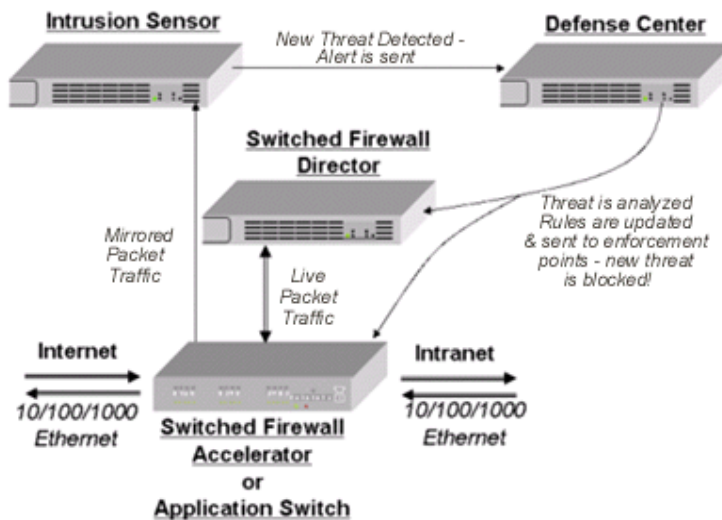 Intrusion Sensor
New Threat Detected -
Alert is sent
Defense Center
Switched Firewall
Director
Mirrored
Packet
Traffic
Live
Packet
Traffic
Threat is analyzed
Rules are updated
& sent to enforcement
points - new threat
is blocked!
Internet
10/100/1000
Ethernet
Intranet
10/100/1000
Ethernet
Switched Firewall
Accelerator
or
Application Switch